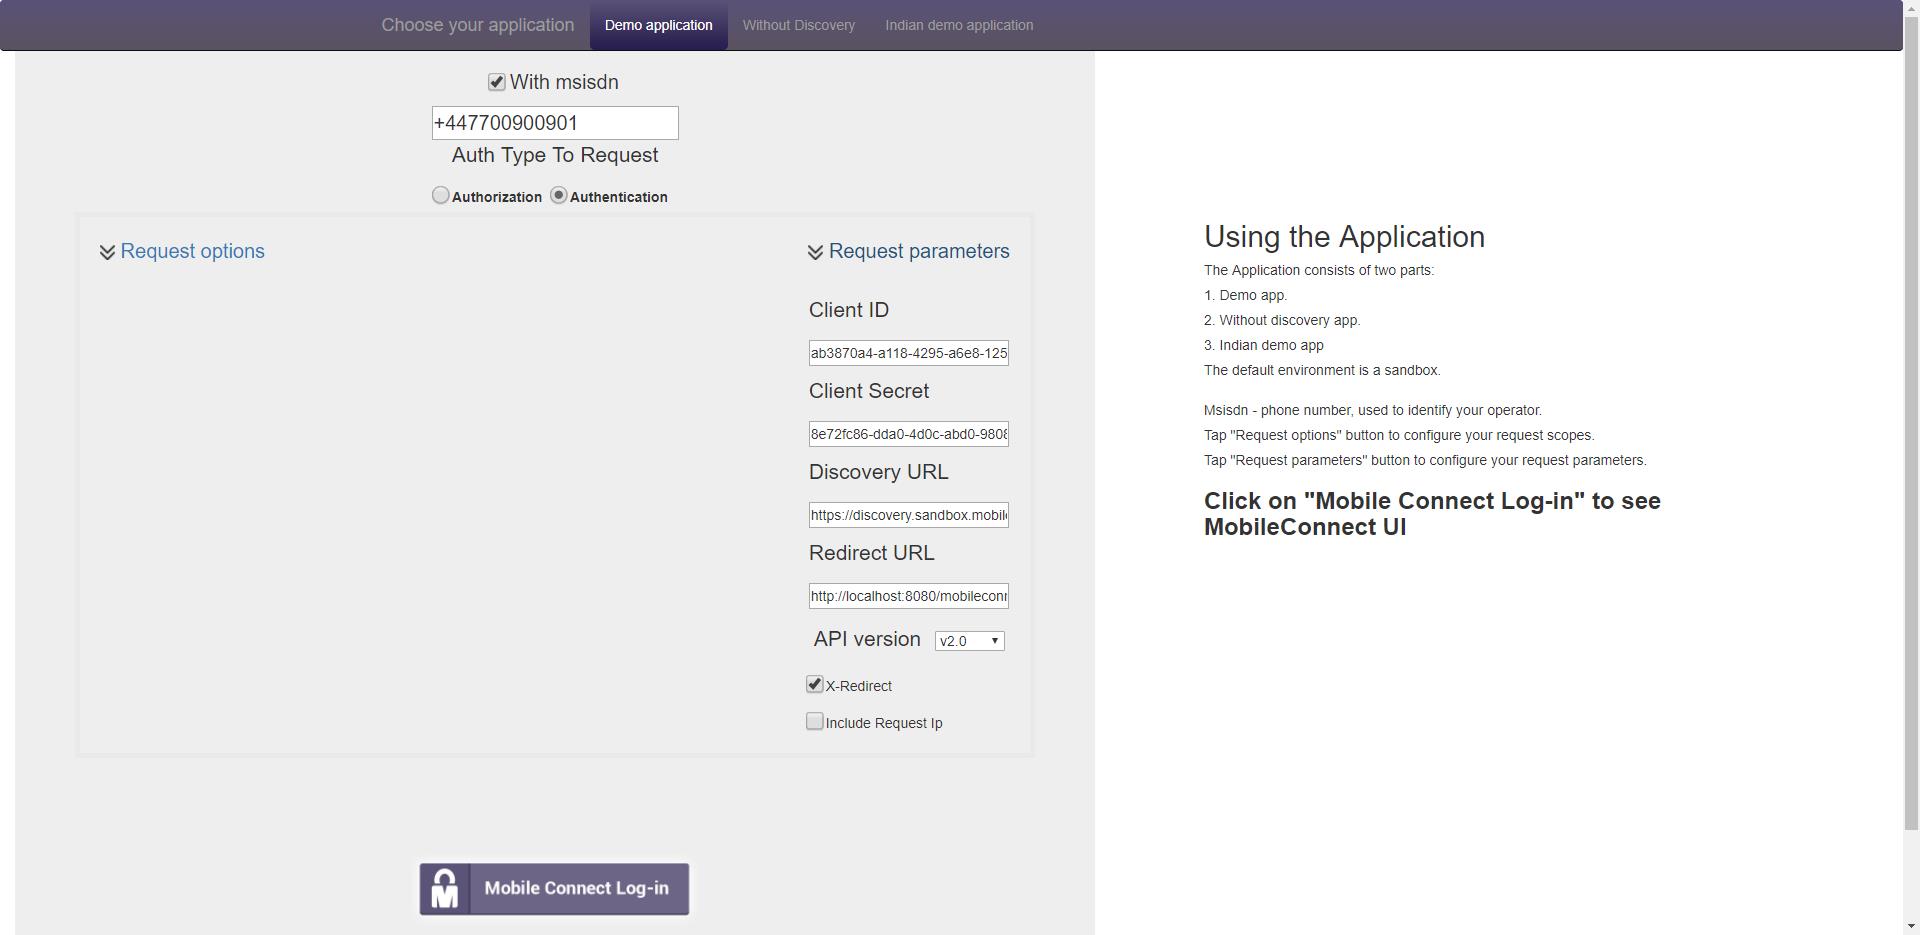 Choose your application Demo application Without Discovery Indian demo application
With msisdn
+447700900901
Auth Type To Request
Authorization Authentication
Request options
Request parameters
Client ID
ab3870a4-a118-4295-a6e8-125
Client Secret
8e72fc86-dda0-4d0c-abd0-980
Discovery URL
https://discovery.sandbox.mobil
Redirect URL
http://localhost:8080/mobilecon
API version v2.0
X-Redirect
Include Request Ip
Mobile Connect Log-in
Using the Application
The Application consists of two parts:
1. Demo app.
2. Without discovery app.
3. Indian demo app
The default environment is a sandbox.
Msisdn - phone number, used to identify your operator.
Tap "Request options" button to configure your request scopes.
Tap "Request parameters" button to configure your request parameters.
Click on "Mobile Connect Log-in" to see
MobileConnect UI